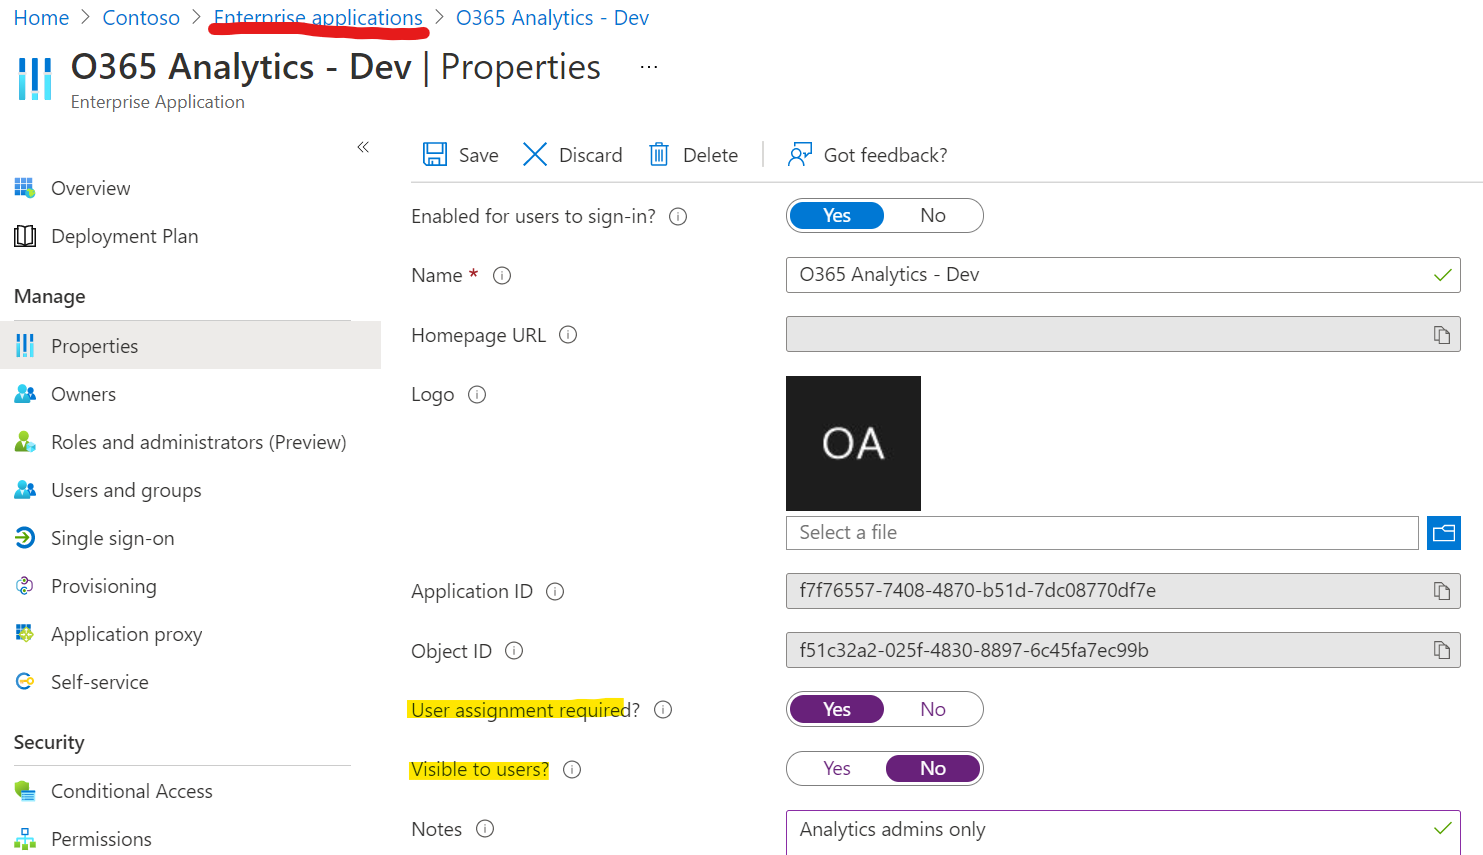 Home > Contoso > Enterprise applications > O365 Analytics - Dev
O365 Analytics - Dev | Properties ...
Enterprise Application
«
Overview
Deployment Plan
Manage
Properties
Owners
Roles and administrators (Preview)
Users and groups
Single sign-on
Provisioning
Application proxy
Self-service
Security
Conditional Access
Permissions
Save Discard Delete | Got feedback?
Enabled for users to sign-in? Yes No
Name * O365 Analytics - Dev
Homepage URL
Logo
OA
Select a file
Application ID f7f76557-7408-4870-b51d-7dc08770df7e
Object ID f51c32a2-025f-4830-8897-6c45fa7ec99b
User assignment required? Yes No
Visible to users? Yes No
Notes Analytics admins only